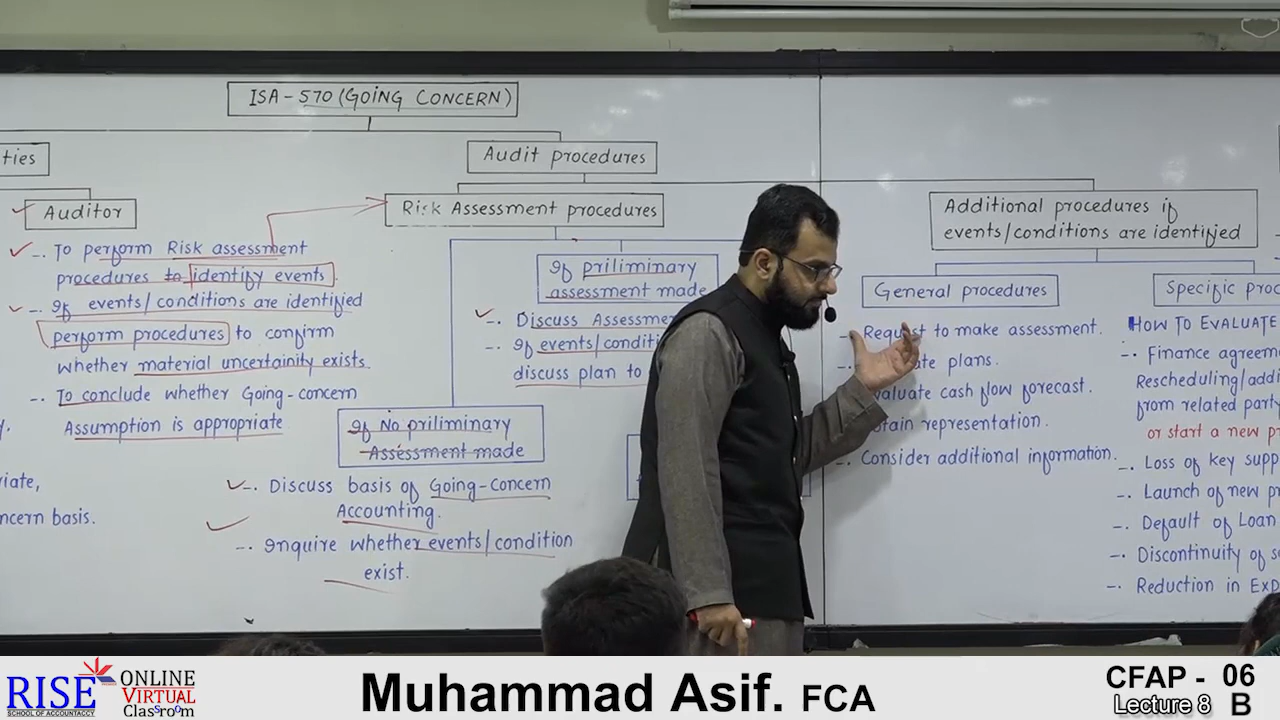 ISA-570 (GOING CONCERN)
ties
Audit procedures
Auditor
Risk Assessment procedures
Additional procedures if
events/conditions are identified
-. To perform Risk assessment
procedures to identify events.
-. If events/conditions are identified
perform procedures to confirm
whether material uncertainity exists.
-. To conclude whether Going-concern
Assumption is appropriate
y.
riate,
ncern basis.
If priliminary
assessment made
-. Discuss Assessme
-. If events/conditi
discuss plan to
If No priliminary
Assessment made
-. Discuss basis of Going-Concern
Accounting.
-. Inquire whether events/condition
exist.
General procedures
-. Request to make assessment.
ate plans.
valuate cash flow forecast.
tain representation.
-. Consider additional information.
Specific proc
HOW TO EVALUATE
-. Finance agreem
Rescheduling/addi
from related party
or start a new pr
-. Loss of key supp
-. Launch of new pr
-. Default of Loan
-. Discontinuity of s
-. Reduction in Exp
RISE
SCHOOL OF ACCOUNTANCY
ONLINE
VIRTUAL
Classroom
Muhammad Asif. FCA
CFAP - 06
Lecture 8 B